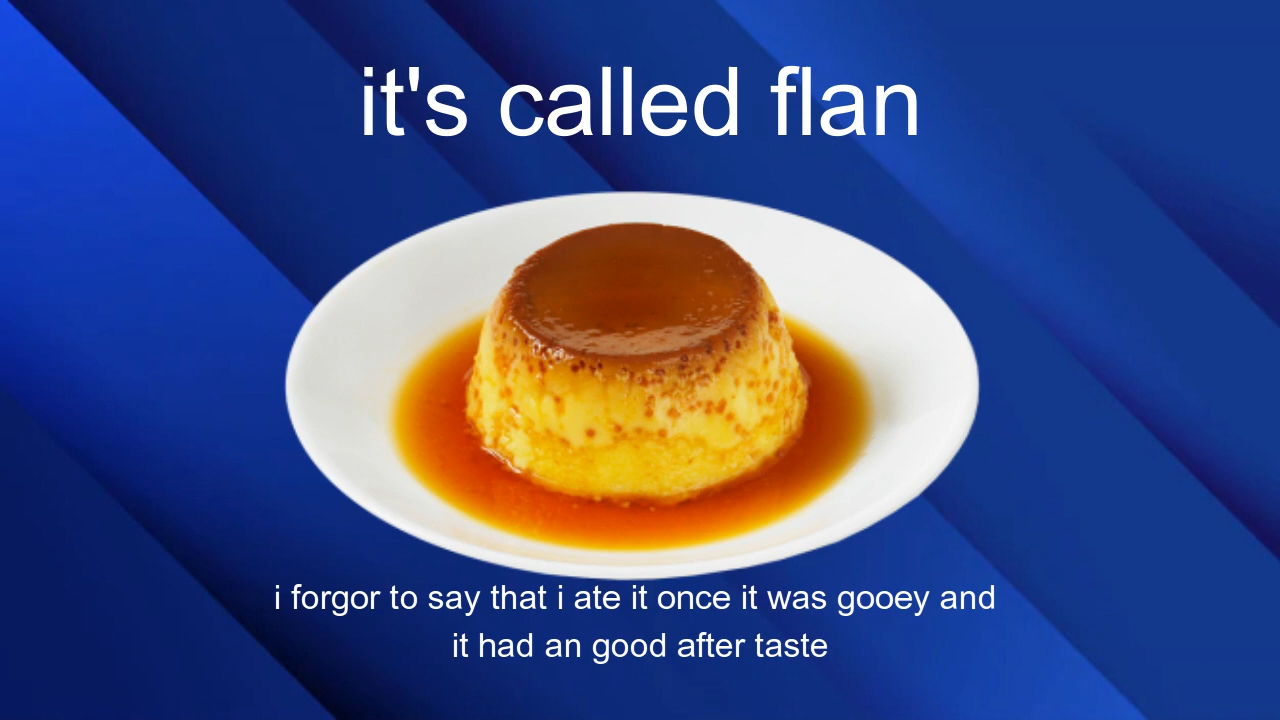 it's called flan
i forgor to say that i ate it once it was gooey and
it had an good after taste